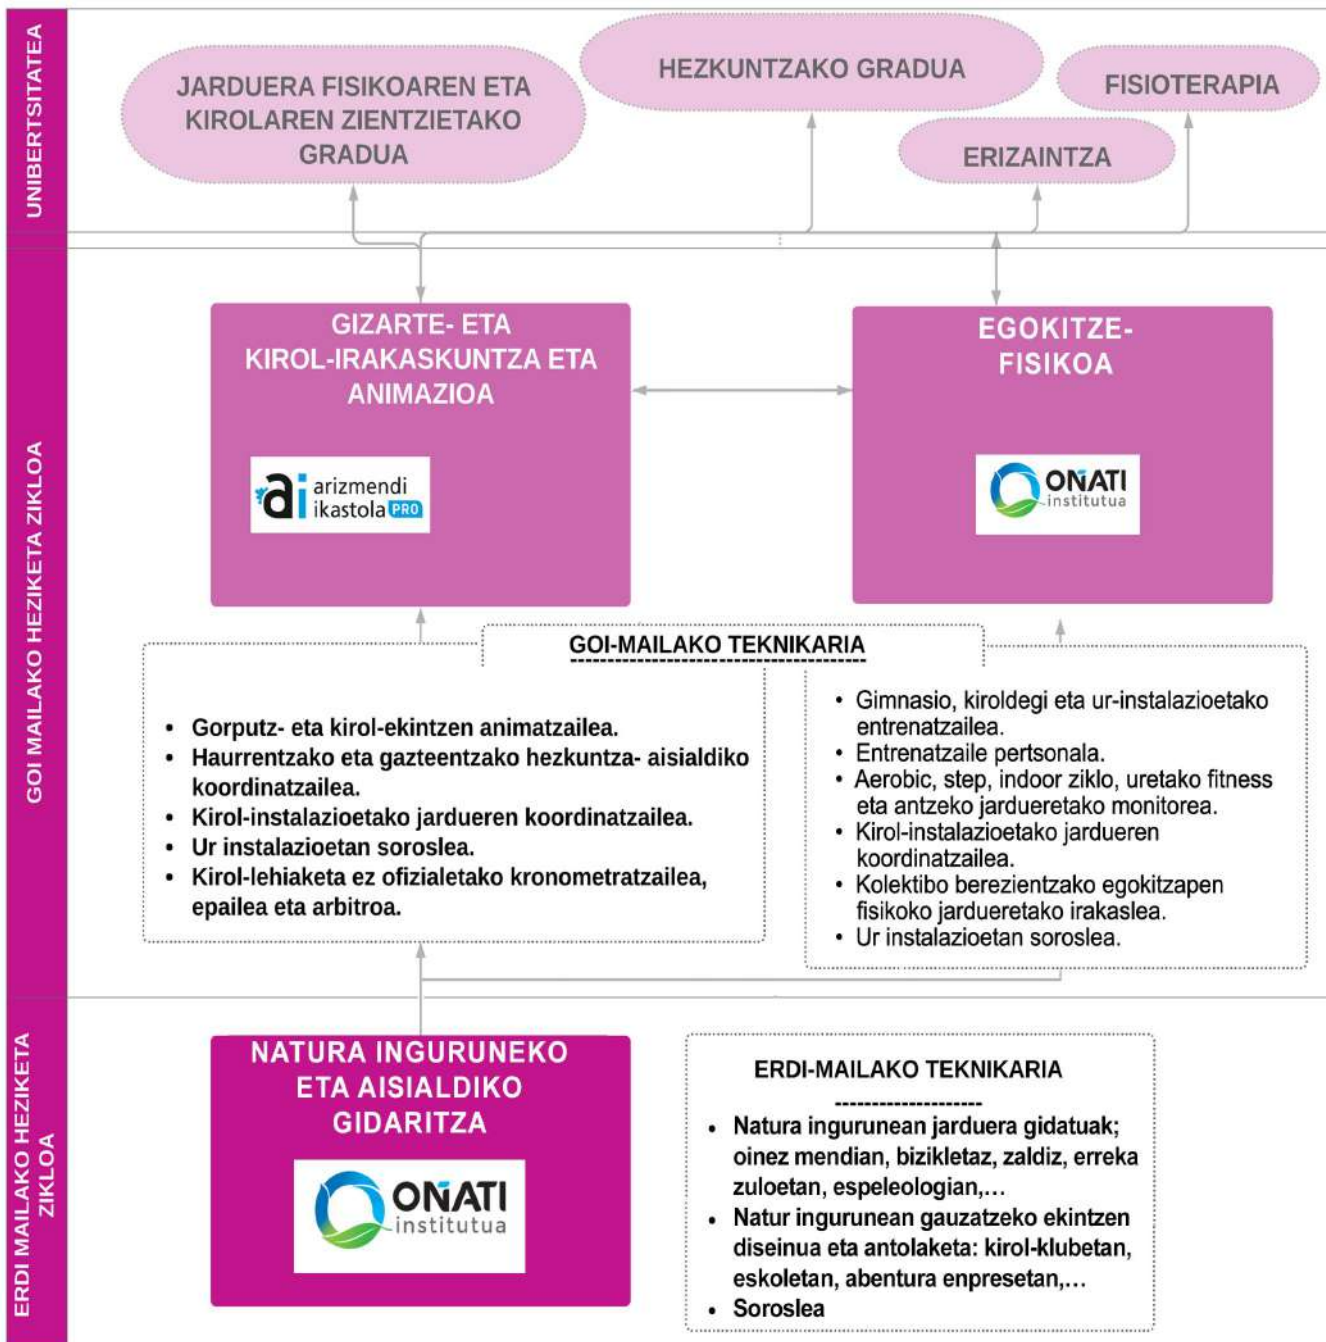 UNIBERTSITATEA
JARDUERA FISIKOAREN ETA
KIROLAREN ZIENTZIETAKO
GRADUA
HEZKUNTZAKO GRADUA
FISIOTERAPIA
ERIZAINTZA
GOI MAILAKO HEZIKETA ZIKLOA
GIZARTE- ETA
KIROL-IRAKASKUNTZA ETA
ANIMAZIOA
ai arizmendi
ikastola PRO
EGOKITZE-
FISIKOA
OÑATI
institutua
GOI-MAILAKO TEKNIKARIA
• Gorputz- eta kirol-ekintzen animatzailea.
• Haurrentzako eta gazteentzako hezkuntza- aisialdiko
koordinatzailea.
• Kirol-instalazioetako jardueren koordinatzailea.
• Ur instalazioetan soroslea.
• Kirol-lehiaketa ez ofizialetako kronometratzailea,
epailea eta arbitroa.
• Gimnasio, kiroldegi eta ur-instalazioetako
entrenatzailea.
• Entrenatzaile pertsonala.
• Aerobic, step, indoor ziklo, uretako fitness
eta antzeko jardueretako monitorea.
• Kirol-instalazioetako jardueren
koordinatzailea.
• Kolektibo berezientzako egokitzapen
fisikoko jardueretako irakaslea.
• Ur instalazioetan soroslea.
ERDI MAILAKO HEZIKETA
ZIKLOA
NATURA INGURUNEKO
ETA AISIALDIKO
GIDARITZA
OÑATI
institutua
ERDI-MAILAKO TEKNIKARIA
--------------------
• Natura ingurunean jarduera gidatuak;
oinez mendian, bizikletaz, zaldiz, erreka
zuloetan, espeleologian,…
• Natur ingurunean gauzatzeko ekintzen
diseinua eta antolaketa: kirol-klubetan,
eskoletan, abentura enpresetan,…
• Soroslea